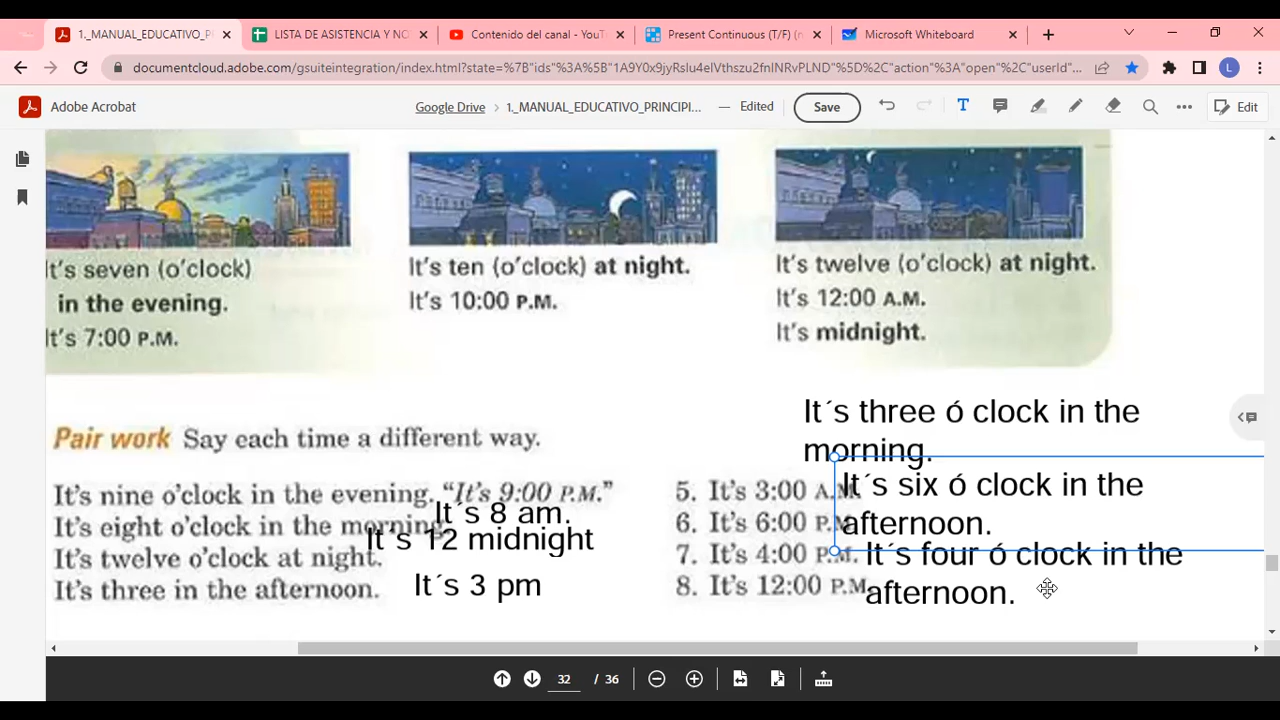 1._MANUAL_EDUCATIVO_P
LISTA DE ASISTENCIA Y NO
Contenido del canal - YouT
Present Continuous (T/F) (n
Microsoft Whiteboard
documentcloud.adobe.com/gsuiteintegration/index.html?state=%7B"ids"%3A%5B"1A9Y0x9jyRslu4eIVthszu2fnINRvPLND"%5D%2C"action"%3A"open"%2C"userId"...
L
Adobe Acrobat
Google Drive
1._MANUAL_EDUCATIVO_PRINCIPI...
Edited
Save
Edit
It's seven (o'clock)
in the evening.
It's 7:00 P.M.
It's ten (o'clock) at night.
It's 10:00 P.M.
It's twelve (o'clock) at night.
It's 12:00 A.M.
It's midnight.
Pair work Say each time a different way.
It's nine o'clock in the evening. "It's 9:00 P.M."
It's eight o'clock in the morning.
It´s 8 am.
It's twelve o'clock at night.
It´s 12 midnight
It's three in the afternoon.
It´s 3 pm
5. It's 3:00 A.M.
It´s three ó clock in the
morning.
6. It's 6:00 P.M.
It´s six ó clock in the
afternoon.
7. It's 4:00 P.M.
It´s four ó clock in the
afternoon.
8. It's 12:00 P.M.
32 / 36